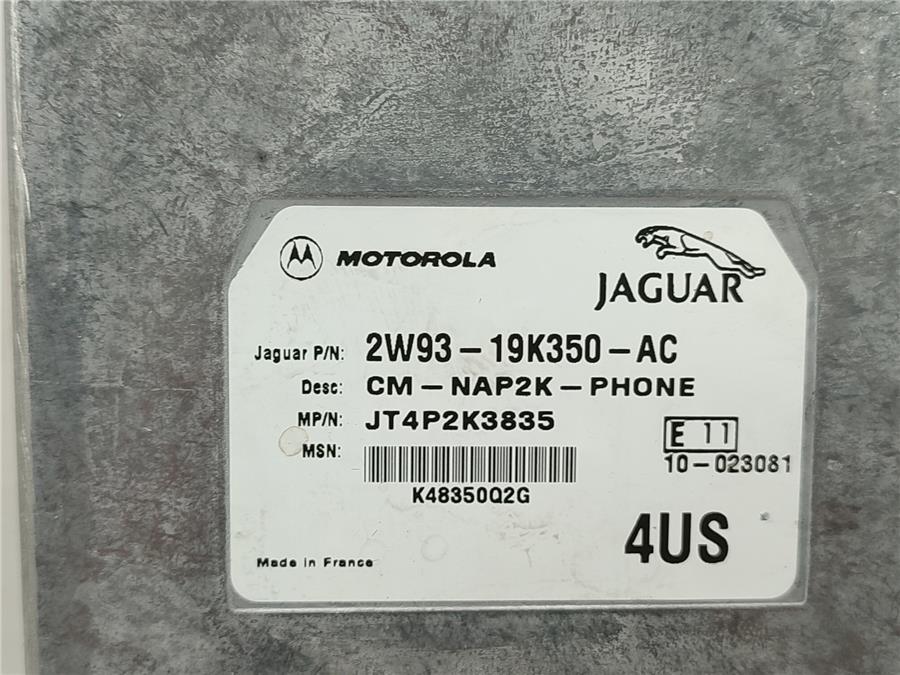 MOTOROLA
JAGUAR
Jaguar P/N: 2W93-19K350-AC
Desc: CM-NAP2K-PHONE
MP/N: JT4P2K3835
E 11
MSN:
10-023081
K48350Q2G
4US
Made in France